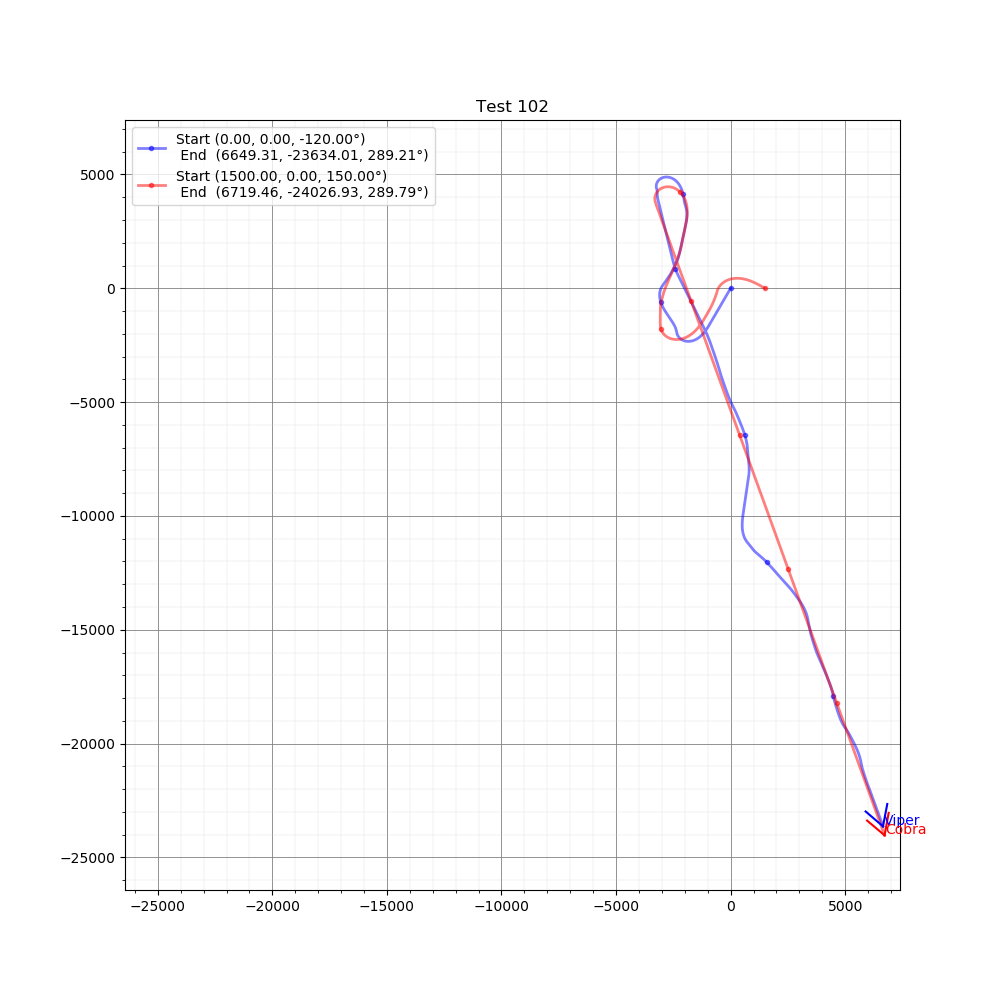 Test 102
Start (0.00, 0.00, -120.00°)
End (6649.31, -23634.01, 289.21°)
Start (1500.00, 0.00, 150.00°)
End (6719.46, -24026.93, 289.79°)
5000
0
−5000
−10000
−15000
−20000
−25000
Viper
Cobra
−25000 −20000 −15000 −10000 −5000 0 5000